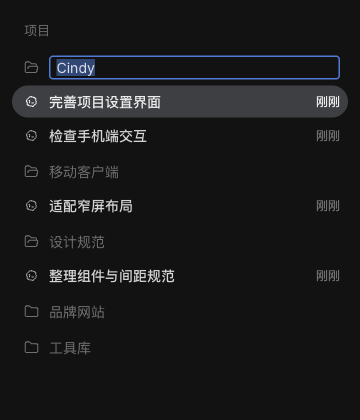 项目
Cindy
完善项目设置界面 刚刚
检查手机端交互 刚刚
移动客户端
适配窄屏布局 刚刚
设计规范
整理组件与间距规范 刚刚
品牌网站
工具库